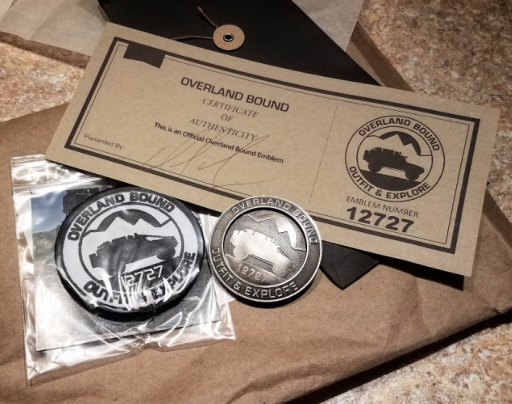 OVERLAND BOUND
CERTIFICATE
OF
AUTHENTICITY
This is an Official Overland Bound Emblem
Presented By
OVERLAND BOUND
OUTFIT & EXPLORE
EMBLEM NUMBER
12727
OVERLAND BOUND
12727
OUTFIT & EXPLORE
OVERLAND BOUND
12727
OUTFIT & EXPLORE